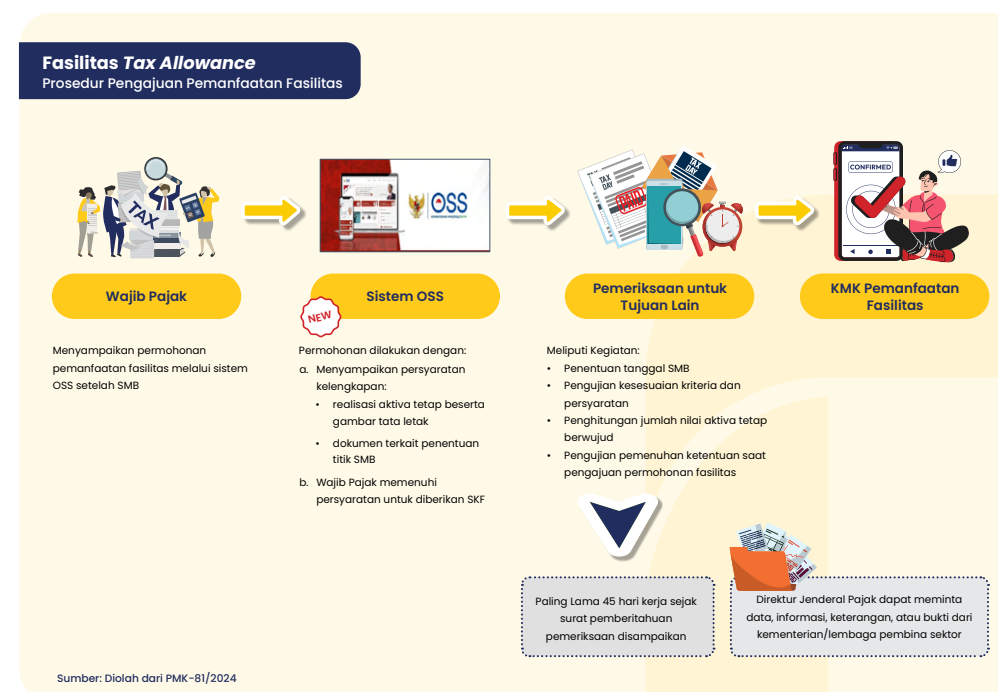 Fasilitas Tax Allowance
Prosedur Pengajuan Pemanfaatan Fasilitas
TAX
OSS
TAX
DAY
TAX
DAY
PAID
CONFIRMED
Wajib Pajak
Sistem OSS
Pemeriksaan untuk
Tujuan Lain
KMK Pemanfaatan
Fasilitas
NEW
Menyampaikan permohonan
pemanfaatan fasilitas melalui sistem
OSS setelah SMB
Permohonan dilakukan dengan:
a. Menyampaikan persyaratan
kelengkapan:
• realisasi aktiva tetap beserta
gambar tata letak
• dokumen terkait penentuan
titik SMB
b. Wajib Pajak memenuhi
persyaratan untuk diberikan SKF
Meliputi Kegiatan:
• Penentuan tanggal SMB
• Pengujian kesesuaian kriteria dan
persyaratan
• Penghitungan jumlah nilai aktiva tetap
berwujud
• Pengujian pemenuhan ketentuan saat
pengajuan permohonan fasilitas
Paling Lama 45 hari kerja sejak
surat pemberitahuan
pemeriksaan disampaikan
Direktur Jenderal Pajak dapat meminta
data, informasi, keterangan, atau bukti dari
kementerian/lembaga pembina sektor
Sumber: Diolah dari PMK-81/2024